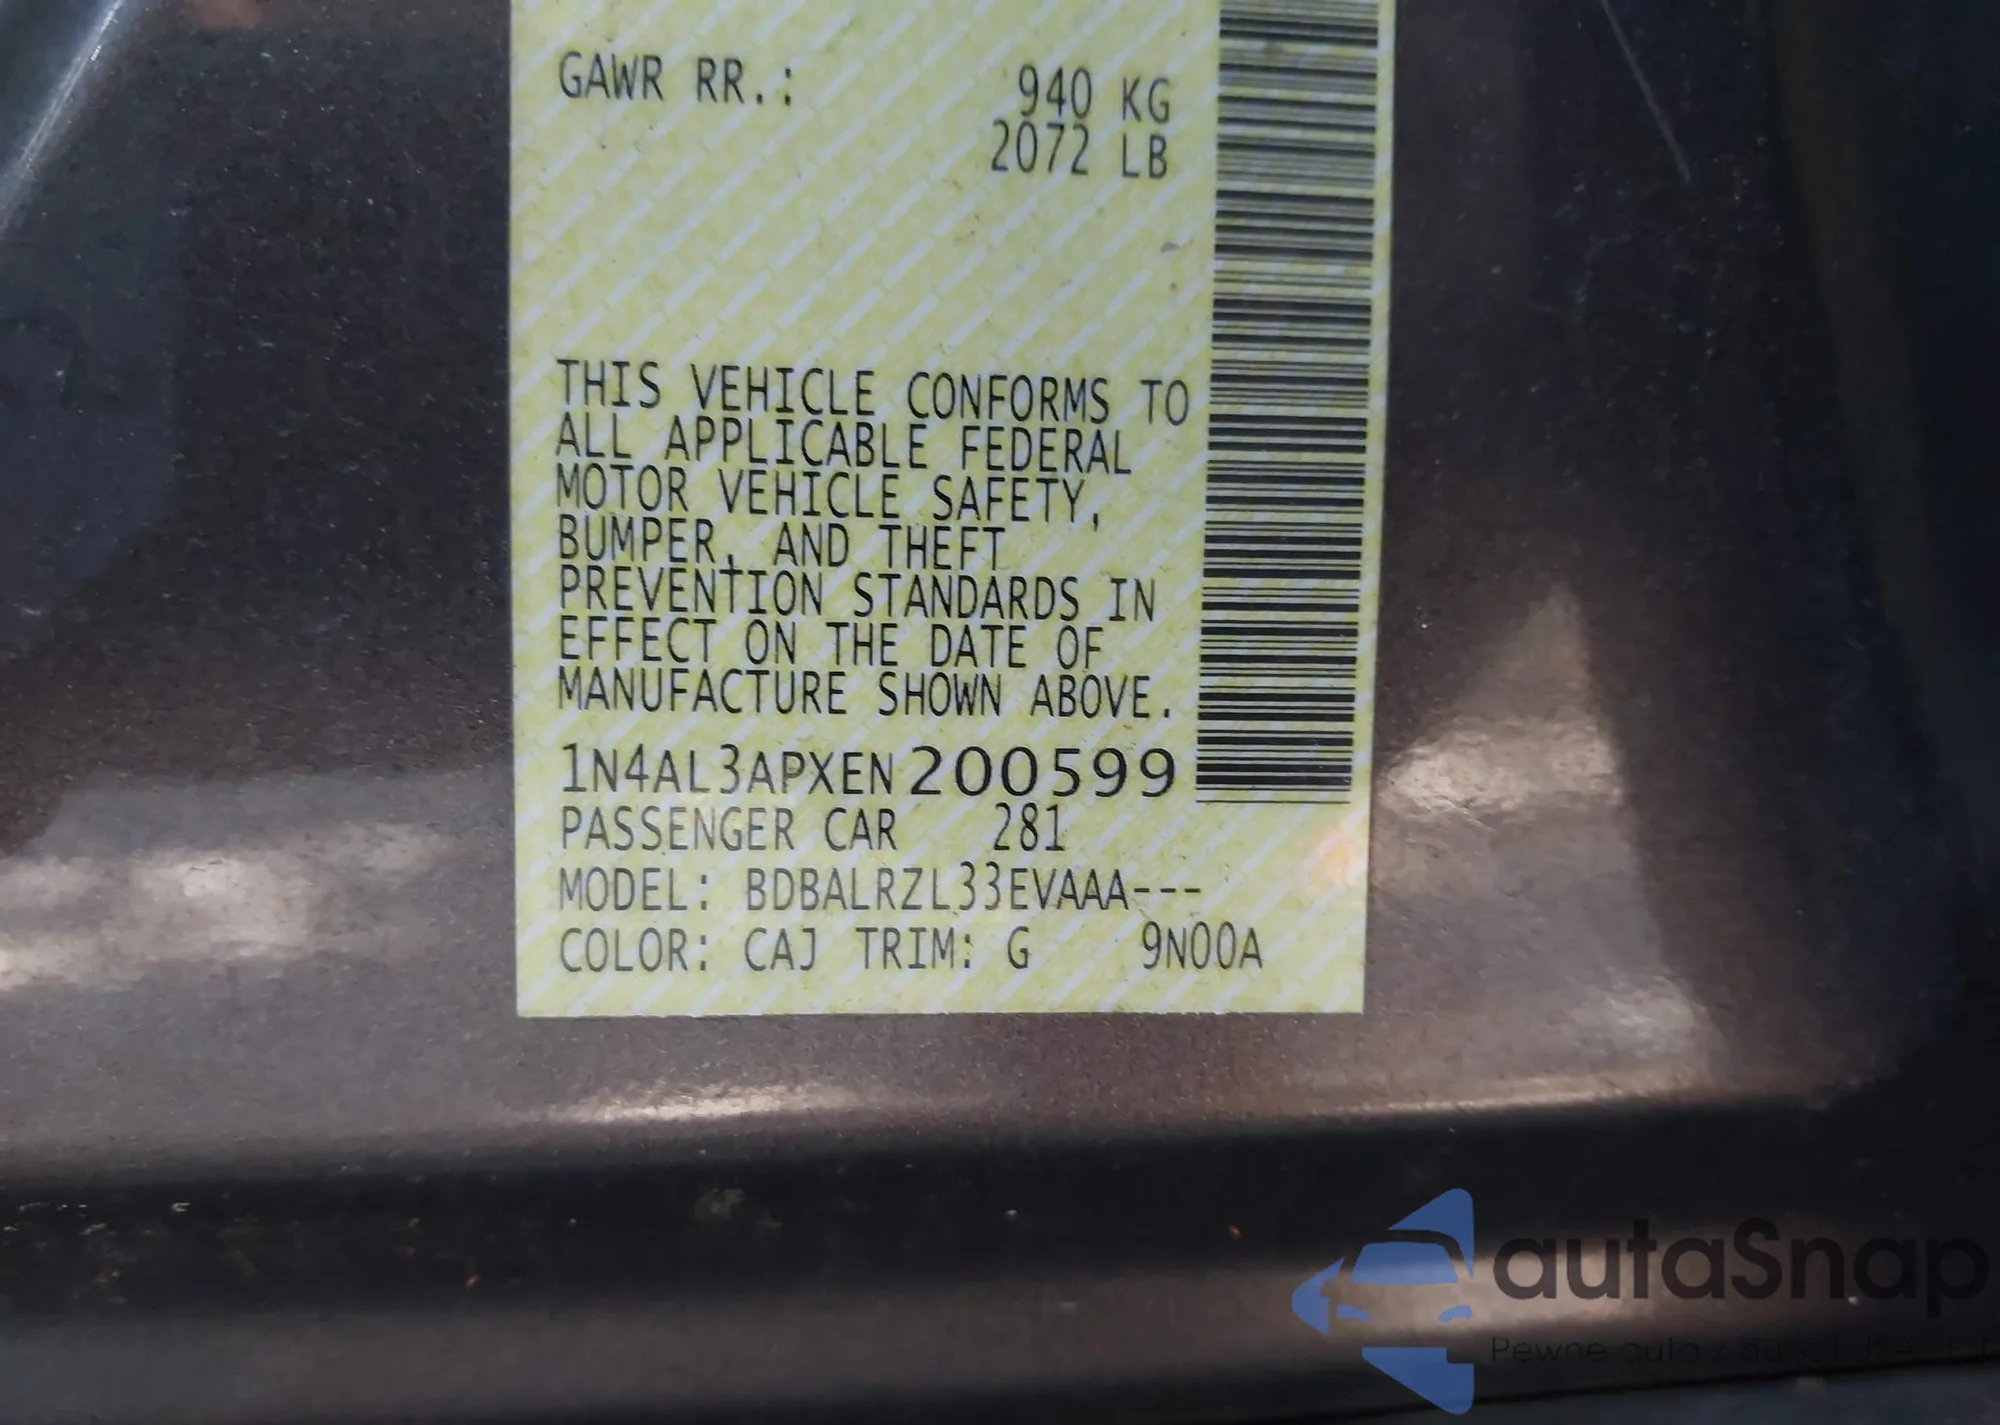 GAWR RR.: 940 KG
2072 LB
THIS VEHICLE CONFORMS TO
ALL APPLICABLE FEDERAL
MOTOR VEHICLE SAFETY,
BUMPER, AND THEFT
PREVENTION STANDARDS IN
EFFECT ON THE DATE OF
MANUFACTURE SHOWN ABOVE.
1N4AL3APXEN200599
PASSENGER CAR 281
MODEL: BDBALRZL33EVAAA---
COLOR: CAJ TRIM: G 9N00A
autaSnap
Pewne auta z